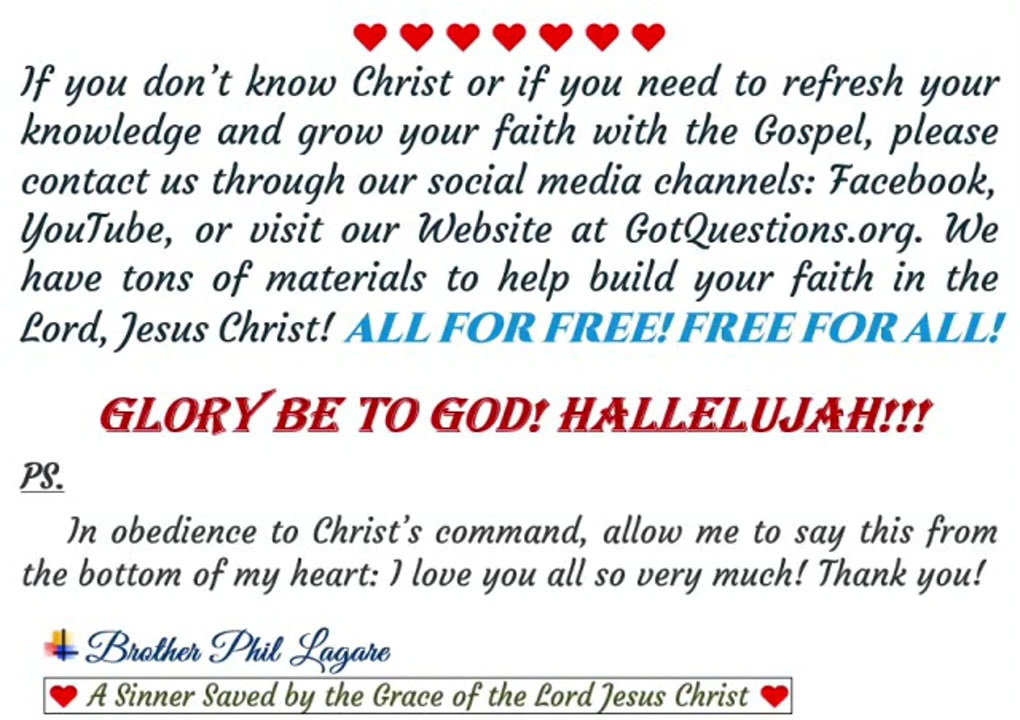 If you don't know Christ or if you need to refresh your
knowledge and grow your faith with the Gospel, please
contact us through our social media channels: Facebook,
YouTube, or visit our Website at GotQuestions.org. We
have tons of materials to help build your faith in the
Lord, Jesus Christ! ALL FOR FREE! FREE FOR ALL!
GLORY BE TO GOD! HALLELUJAH!!!
PS.
In obedience to Christ's command, allow me to say this from
the bottom of my heart: I love you all so very much! Thank you!
Brother Phil Lagare
A Sinner Saved by the Grace of the Lord Jesus Christ